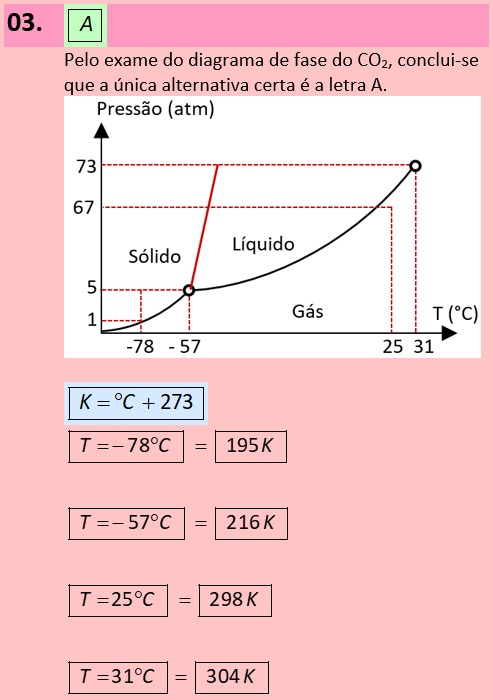 03. A
Pelo exame do diagrama de fase do CO₂, conclui-se
que a única alternativa certa é a letra A.
Pressão (atm)
73
67
Sólido Líquido
5
1
Gás
T (°C)
-78 - 57 25 31
K = °C + 273
T = − 78°C = 195 K
T = − 57°C = 216 K
T = 25°C = 298 K
T = 31°C = 304 K